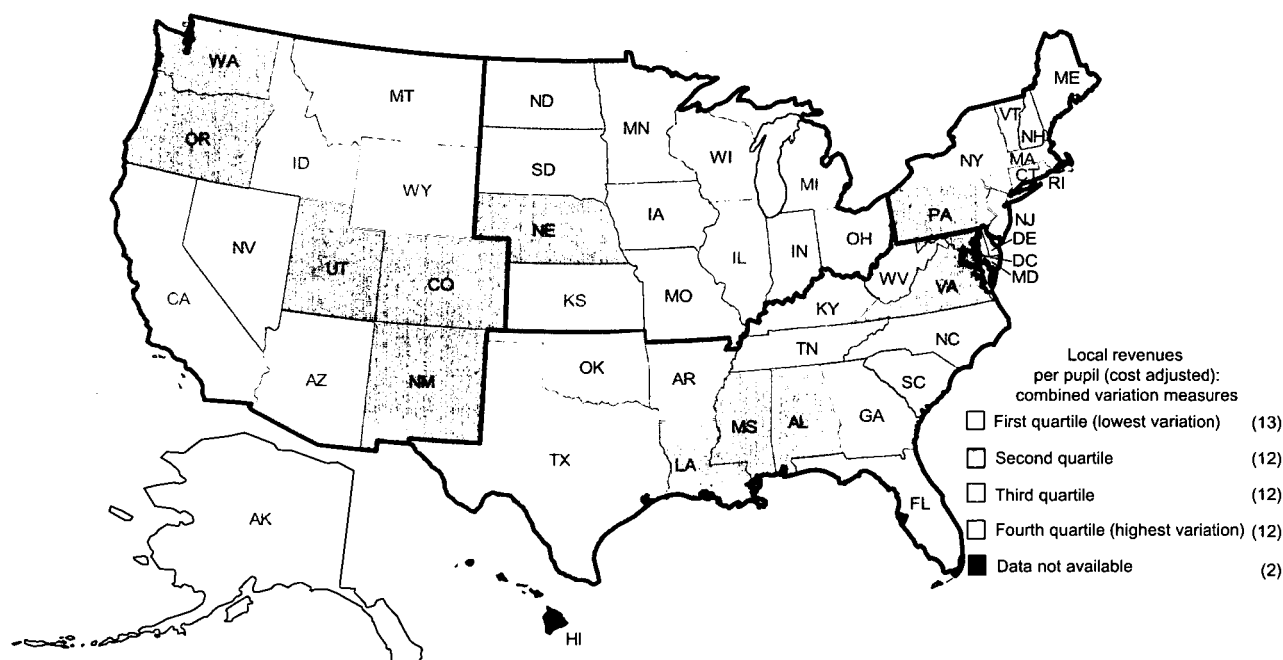 WA
MT
ND
MN
ME
VT
NH
OR
ID
SD
WI
NY
MA
CT
RI
WY
MI
IA
NE
PA
NJ
NV
OH
DE
UT
CO
IL
IN
DC
MD
CA
KS
MO
WV
VA
KY
NC
TN
AZ
NM
OK
AR
SC
MS
AL
GA
TX
LA
FL
AK
HI
Local revenues
per pupil (cost adjusted):
combined variation measures
First quartile (lowest variation) (13)
Second quartile (12)
Third quartile (12)
Fourth quartile (highest variation) (12)
Data not available (2)